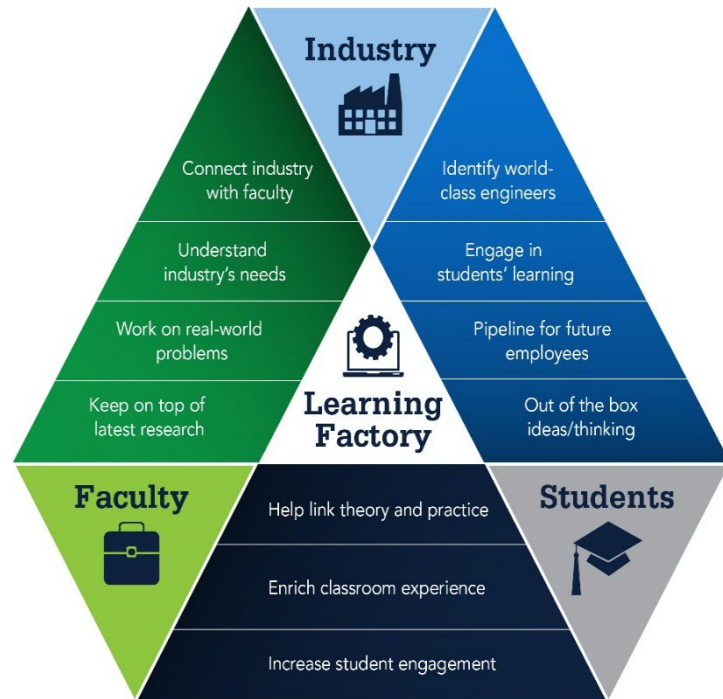 Industry
Connect industry
with faculty
Understand
industry's needs
Work on real-world
problems
Keep on top of
latest research
Identify world-
class engineers
Engage in
students' learning
Pipeline for future
employees
Out of the box
ideas/thinking
Learning
Factory
Faculty
Students
Help link theory and practice
Enrich classroom experience
Increase student engagement